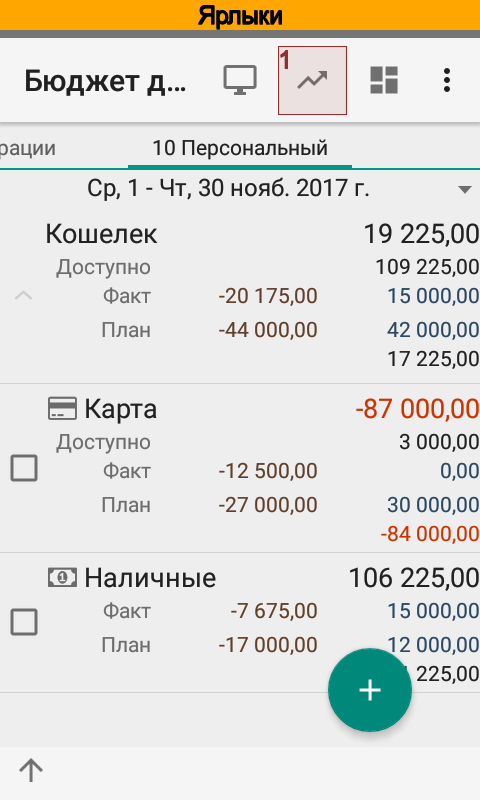 Ярлыки
Бюджет д...
1
рации
10 Персональный
Ср, 1 - Чт, 30 нояб. 2017 г.
Кошелек 19 225,00
Доступно 109 225,00
Факт -20 175,00 15 000,00
План -44 000,00 42 000,00
17 225,00
Карта -87 000,00
Доступно 3 000,00
Факт -12 500,00 0,00
План -27 000,00 30 000,00
-84 000,00
Наличные 106 225,00
Факт -7 675,00 15 000,00
План -17 000,00 12 000,00
225,00